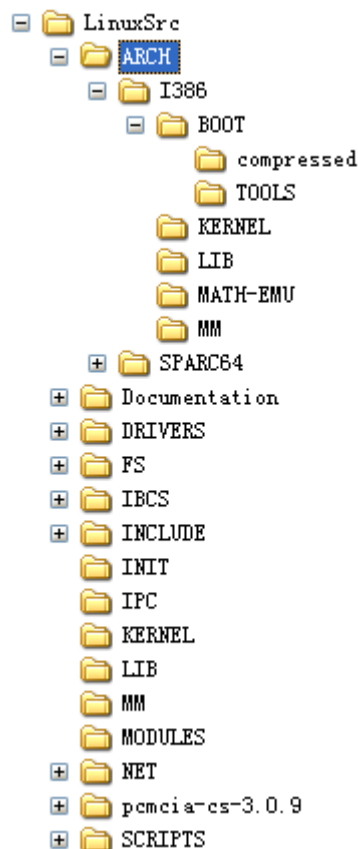 LinuxSrc
ARCH
I386
BOOT
compressed
TOOLS
KERNEL
LIB
MATH-EMU
MM
SPARC64
Documentation
DRIVERS
FS
IBCS
INCLUDE
INIT
IPC
KERNEL
LIB
MM
MODULES
NET
pcmcia-cs-3.0.9
SCRIPTS